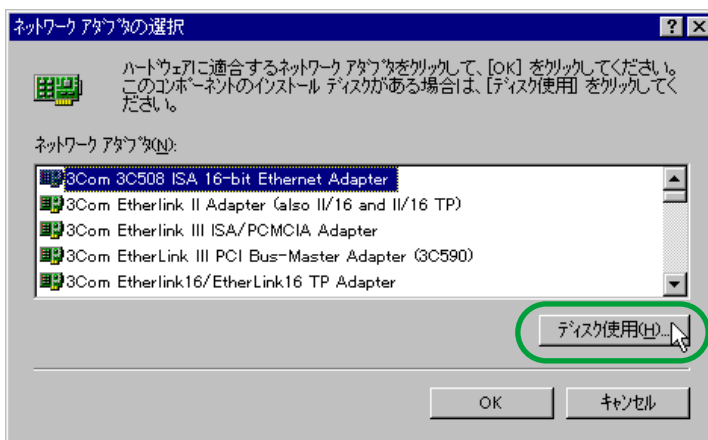 ネットワーク アダプタの選択
ハードウェアに適合するネットワーク アダプタをクリックして、[OK] をクリックしてください。
このコンポーネントのインストール ディスクがある場合は、[ディスク使用] をクリックしてく
ださい。
ネットワーク アダプタ(N):
3Com 3C508 ISA 16-bit Ethernet Adapter
3Com Etherlink II Adapter (also II/16 and II/16 TP)
3Com Etherlink III ISA/PCMCIA Adapter
3Com EtherLink III PCI Bus-Master Adapter (3C590)
3Com Etherlink16/EtherLink16 TP Adapter
ディスク使用(H)...
OK
キャンセル